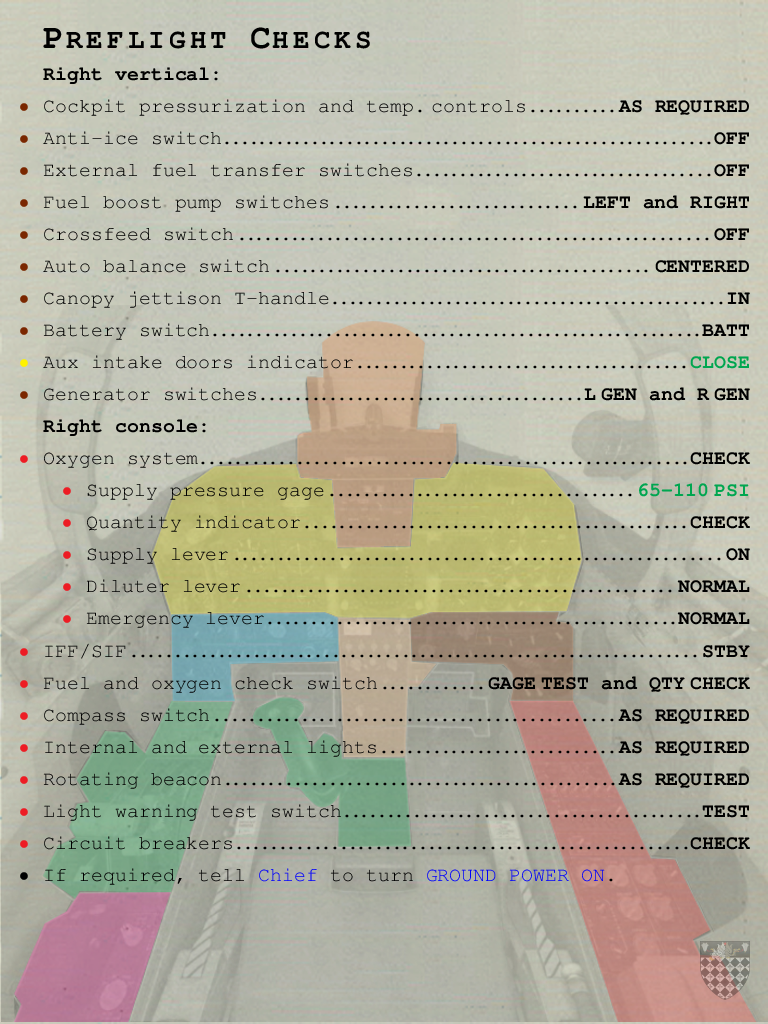 PREFLIGHT CHECKS
Right vertical:
Cockpit pressurization and temp. controls..........AS REQUIRED
Anti-ice switch.......................................................OFF
External fuel transfer switches.................................OFF
Fuel boost pump switches...........................LEFT and RIGHT
Crossfeed switch.....................................................OFF
Auto balance switch..........................................CENTERED
Canopy jettison T-handle............................................IN
Battery switch.......................................................BATT
Aux intake doors indicator.....................................CLOSE
Generator switches....................................L GEN and R GEN
Right console:
Oxygen system......................................................CHECK
Supply pressure gage..................................65-110 PSI
Quantity indicator...........................................CHECK
Supply lever.......................................................ON
Diluter lever................................................NORMAL
Emergency lever..............................................NORMAL
IFF/SIF...............................................................STBY
Fuel and oxygen check switch............GAGE TEST and QTY CHECK
Compass switch.............................................AS REQUIRED
Internal and external lights...........................AS REQUIRED
Rotating beacon............................................AS REQUIRED
Light warning test switch........................................TEST
Circuit breakers...................................................CHECK
If required, tell Chief to turn GROUND POWER ON.